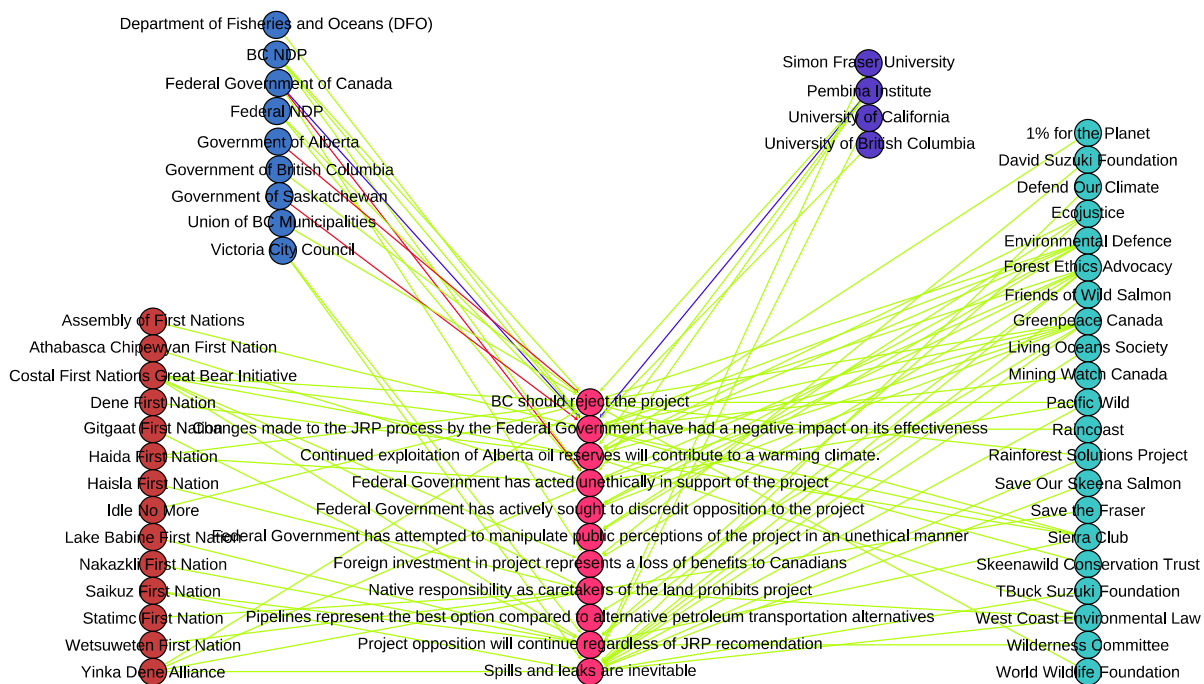 Department of Fisheries and Oceans (DFO)
BC NDP
Federal Government of Canada
Federal NDP
Government of Alberta
Government of British Columbia
Government of Saskatchewan
Union of BC Municipalities
Victoria City Council
Simon Fraser University
Pembina Institute
University of California
University of British Columbia
Assembly of First Nations
Athabasca Chipewyan First Nation
Costal First Nations Great Bear Initiative
Dene First Nation
Gitgaat First Nation
Haida First Nation
Haisla First Nation
Idle No More
Lake Babine First Nation
Nakazkli First Nation
Saikuz First Nation
Statimc First Nation
Wetsuweten First Nation
Yinka Dene Alliance
BC should reject the project
Changes made to the JRP process by the Federal Government have had a negative impact on its effectiveness
Continued exploitation of Alberta oil reserves will contribute to a warming climate.
Federal Government has acted unethically in support of the project
Federal Government has actively sought to discredit opposition to the project
Federal Government has attempted to manipulate public perceptions of the project in an unethical manner
Foreign investment in project represents a loss of benefits to Canadians
Native responsibility as caretakers of the land prohibits project
Pipelines represent the best option compared to alternative petroleum transportation alternatives
Project opposition will continue regardless of JRP recomendation
Spills and leaks are inevitable
1% for the Planet
David Suzuki Foundation
Defend Our Climate
Ecojustice
Environmental Defence
Forest Ethics Advocacy
Friends of Wild Salmon
Greenpeace Canada
Living Oceans Society
Mining Watch Canada
Pacific Wild
Raincoast
Rainforest Solutions Project
Save Our Skeena Salmon
Save the Fraser
Sierra Club
Skeenawild Conservation Trust
TBuck Suzuki Foundation
West Coast Environmental Law
Wilderness Committee
World Wildlife Foundation